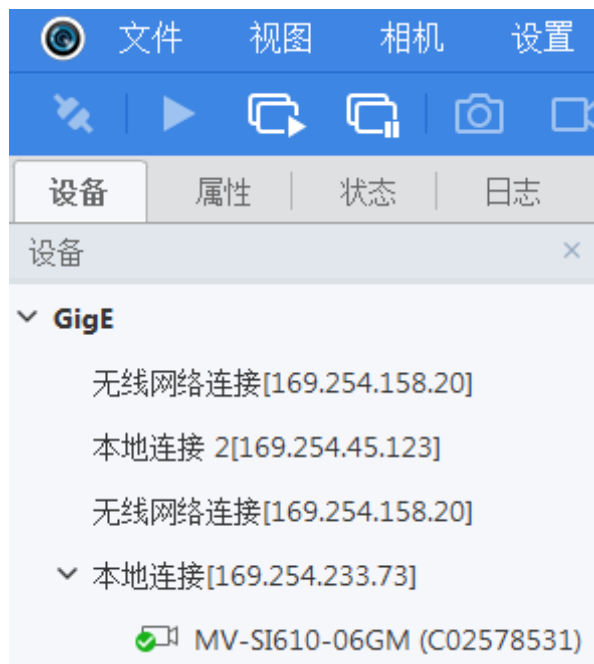 文件 视图 相机 设置
设备 属性 状态 日志
设备
GigE
无线网络连接[169.254.158.20]
本地连接 2[169.254.45.123]
无线网络连接[169.254.158.20]
本地连接[169.254.233.73]
MV-SI610-06GM (C02578531)